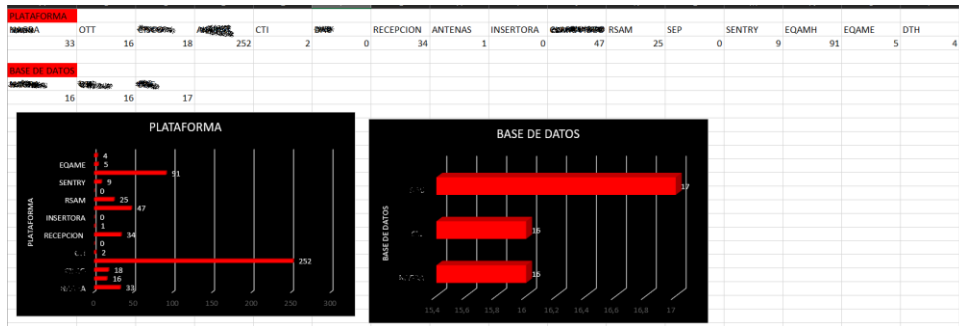 PLATAFORMA
OTT CTI RECEPCION ANTENAS INSERTORA RSAM SEP SENTRY EQAMH EQAME DTH
33 16 18 252 2 0 34 1 0 47 25 0 9 91 5 4
BASE DE DATOS
16 16 17
PLATAFORMA
4
EQAME 5
91
SENTRY 9
0
RSAM 25
47
INSERTORA 0
1
RECEPCION 34
0
2
252
18
16
33
0 50 100 150 200 250 300
PLATAFORMA
BASE DE DATOS
17
16
16
15,4 15,6 15,8 16 16,2 16,4 16,6 16,8 17
BASE DE DATOS